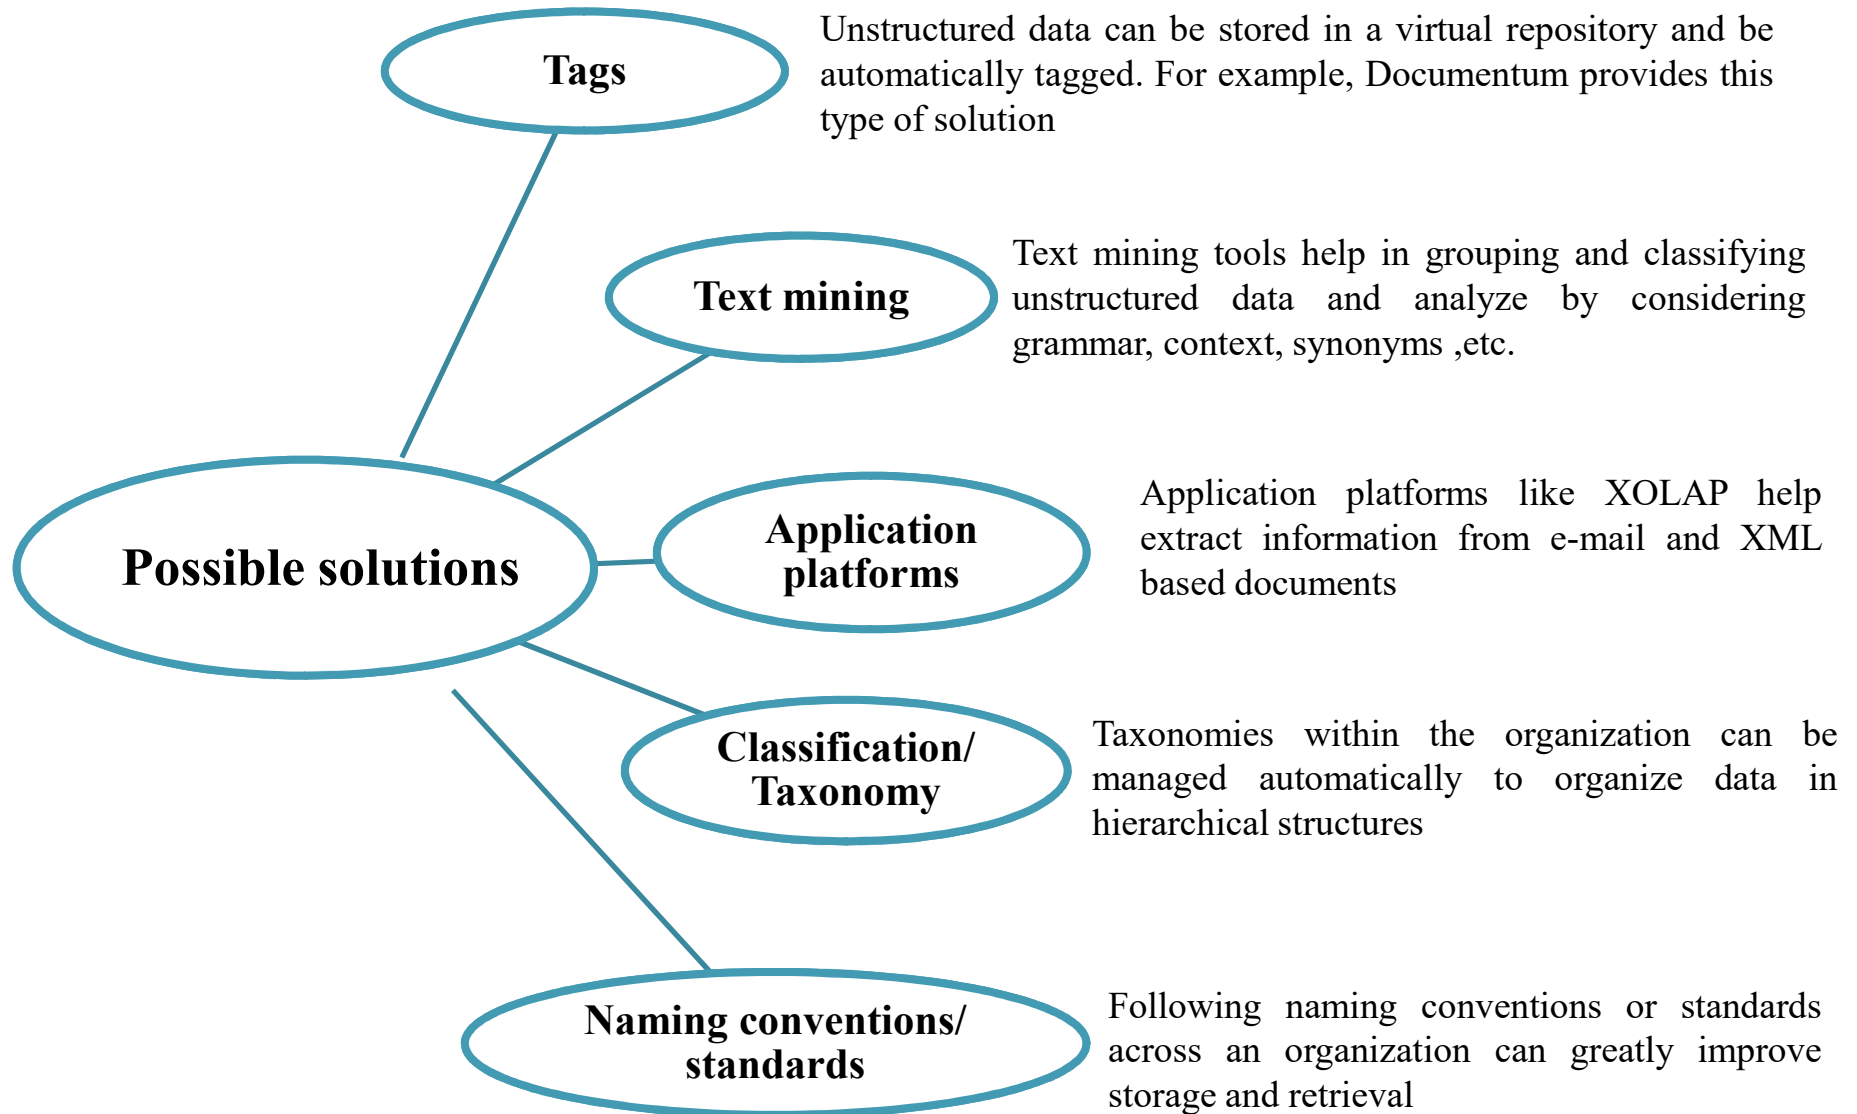 Tags
Unstructured data can be stored in a virtual repository and be
automatically tagged. For example, Documentum provides this
type of solution
Text mining
Text mining tools help in grouping and classifying
unstructured data and analyze by considering
grammar, context, synonyms ,etc.
Possible solutions
Application
platforms
Application platforms like XOLAP help
extract information from e-mail and XML
based documents
Classification/
Taxonomy
Taxonomies within the organization can be
managed automatically to organize data in
hierarchical structures
Naming conventions/
standards
Following naming conventions or standards
across an organization can greatly improve
storage and retrieval